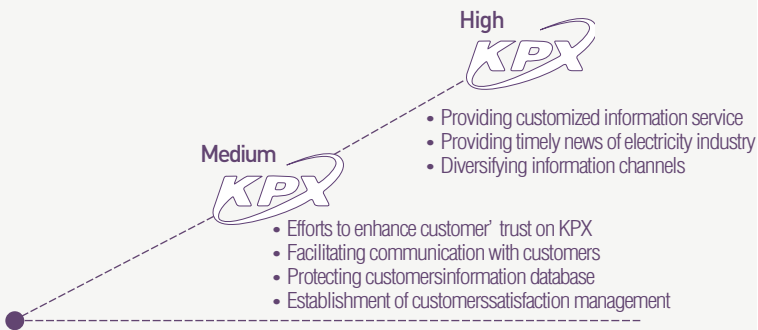 High
KPX
• Providing customized information service
• Providing timely news of electricity industry
• Diversifying information channels
Medium
KPX
• Efforts to enhance customer’ trust on KPX
• Facilitating communication with customers
• Protecting customersinformation database
• Establishment of customerssatisfaction management